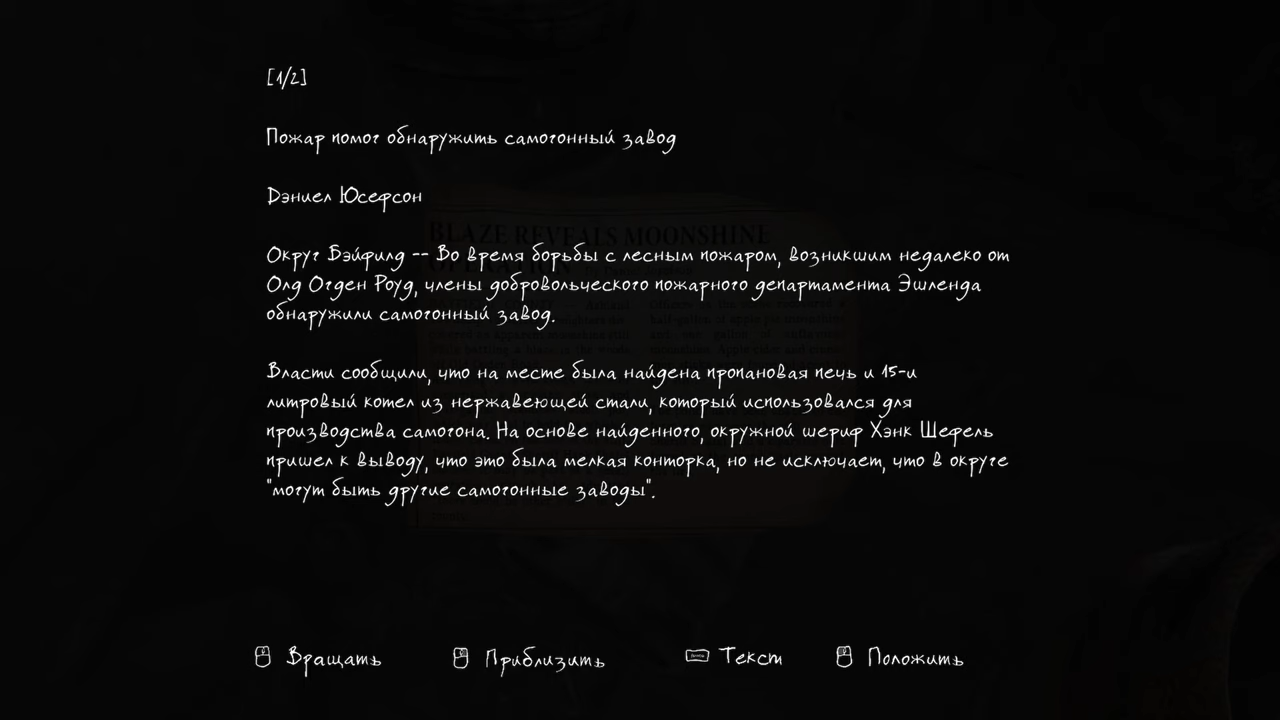 [1/2]
Пожар помог обнаружить самогонный завод
Дэниел Юсефсон
Округ Бэйфилд -- Во время борьбы с лесным пожаром, возникшим недалеко от
Олд Огден Роуд, члены добровольческого пожарного департамента Эшленда
обнаружили самогонный завод.
Власти сообщили, что на месте была найдена пропановая печь и 15-и
литровый котел из нержавеющей стали, который использовался для
производства самогона. На основе найденного, окружной шериф Хэнк Шефель
пришел к выводу, что это была мелкая конторка, но не исключает, что в округе
"могут быть другие самогонные заводы".
BLAZE REVEALS MOONSHINE
Вращать Приблизить Текст Положить